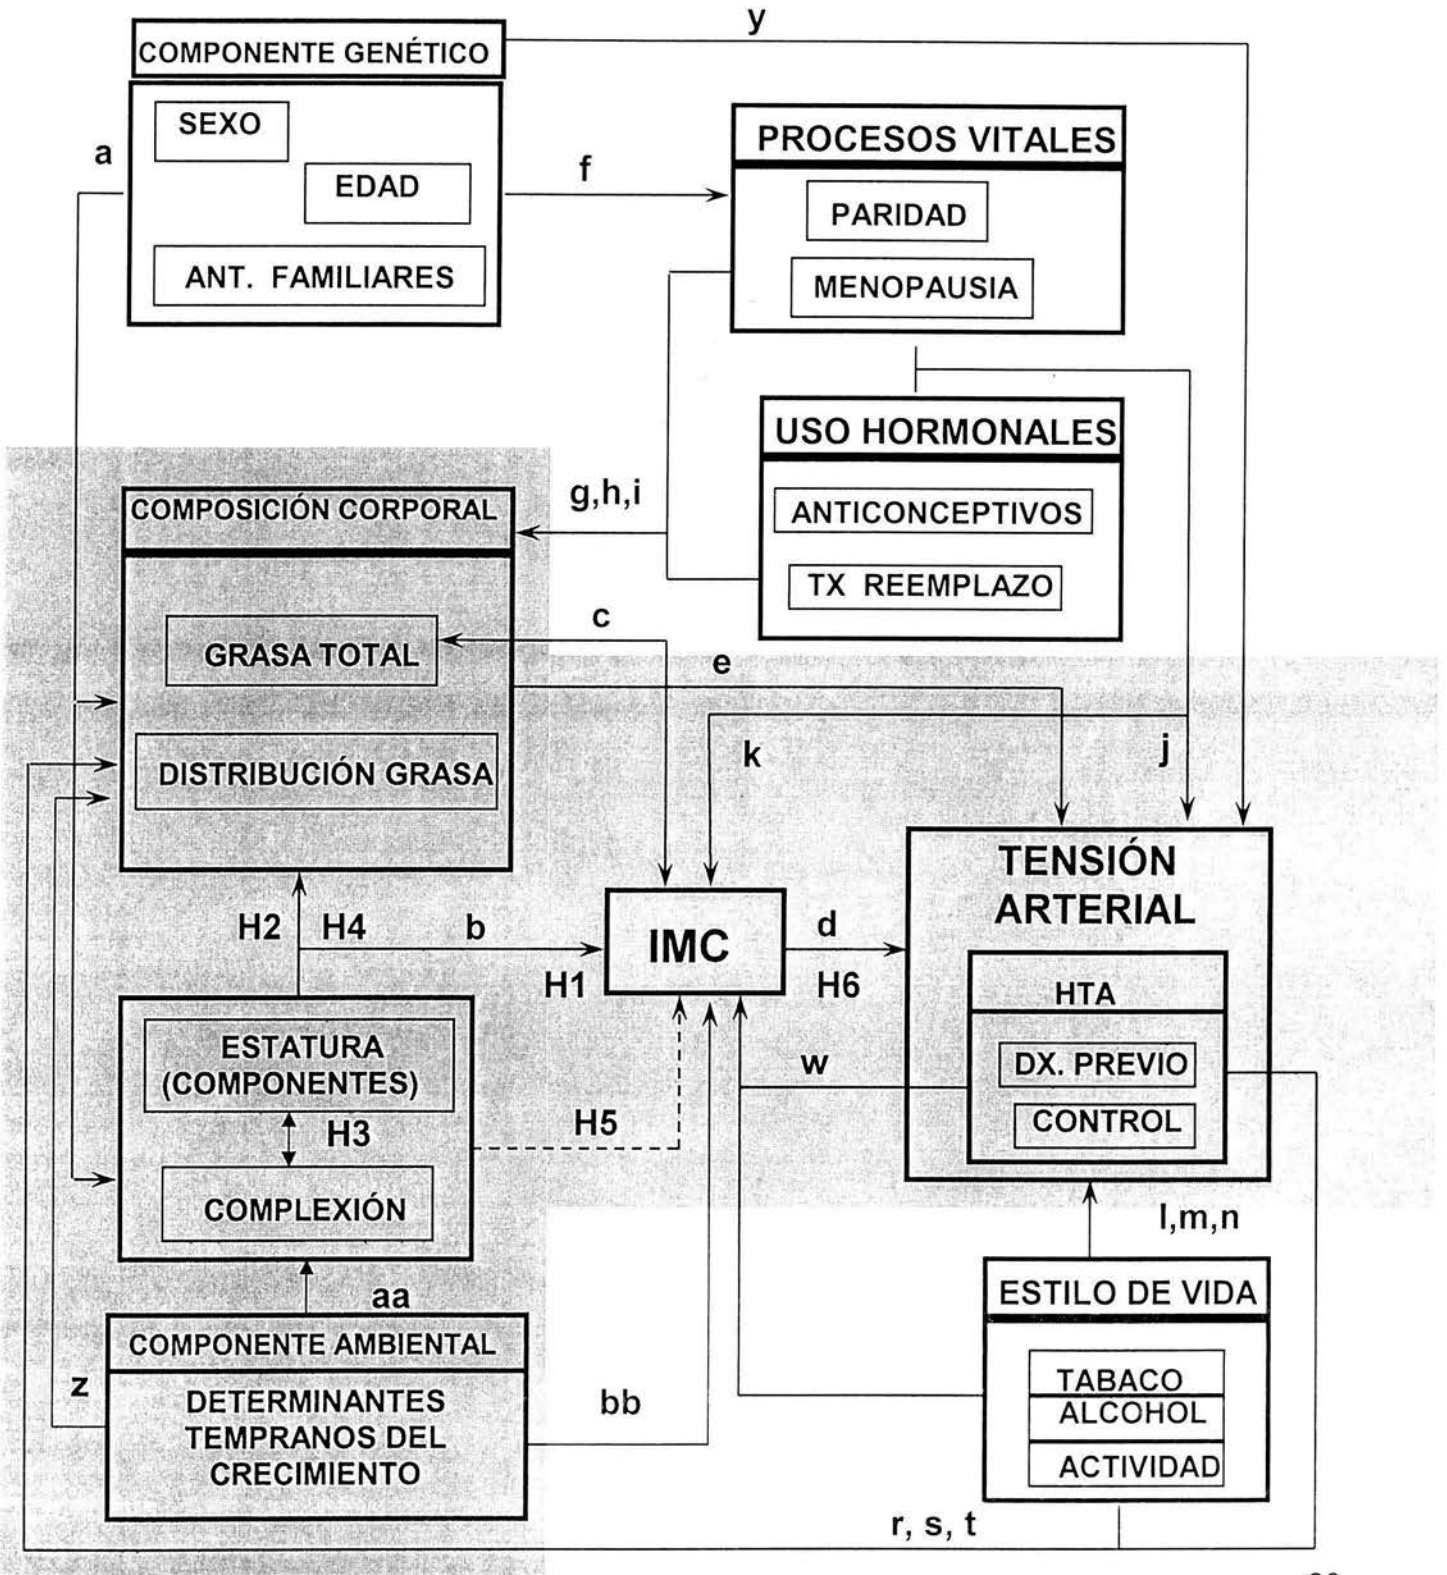 y
COMPONENTE GENÉTICO
SEXO
EDAD
ANT. FAMILIARES
a
f
PROCESOS VITALES
PARIDAD
MENOPAUSIA
USO HORMONALES
ANTICONCEPTIVOS
TX REEMPLAZO
g,h,i
COMPOSICIÓN CORPORAL
GRASA TOTAL
DISTRIBUCIÓN GRASA
c
e
k
j
TENSIÓN
ARTERIAL
HTA
DX. PREVIO
CONTROL
H2
H4
b
H1
IMC
d
H6
w
ESTATURA
(COMPONENTES)
H3
COMPLEXIÓN
H5
l,m,n
aa
COMPONENTE AMBIENTAL
DETERMINANTES
TEMPRANOS DEL
CRECIMIENTO
z
bb
ESTILO DE VIDA
TABACO
ALCOHOL
ACTIVIDAD
r, s, t